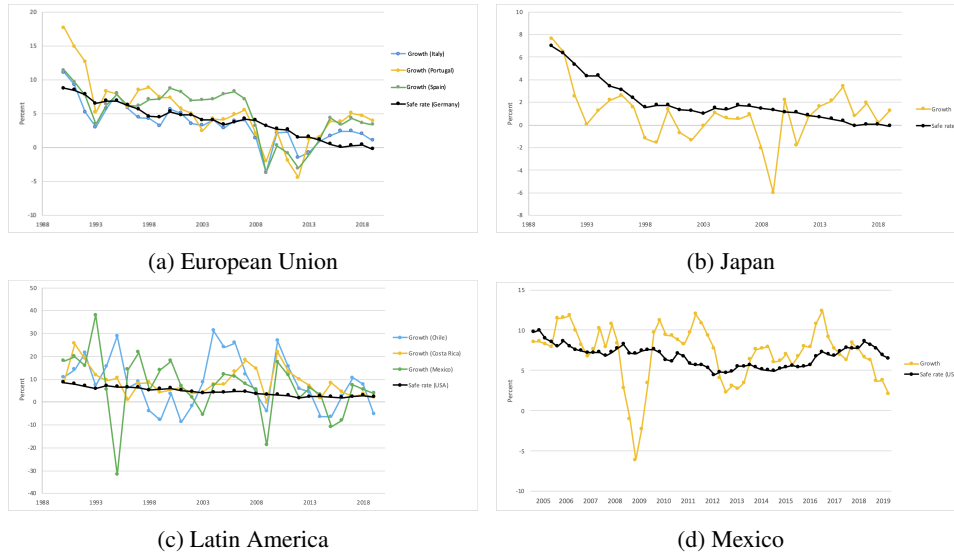 20
15
10
5
0
-5
-10
Percent
1988
1993
1998
2003
2008
2013
2018
Growth (Italy)
Growth (Portugal)
Growth (Spain)
Safe rate (Germany)
(a) European Union
10
8
6
4
2
0
-2
-4
-6
-8
Percent
1988
1993
1998
2003
2008
2013
2018
Growth
Safe rate
(b) Japan
50
40
30
20
10
0
-10
-20
-30
-40
Percent
1988
1993
1998
2003
2008
2013
2018
Growth (Chile)
Growth (Costa Rica)
Growth (Mexico)
Safe rate (USA)
(c) Latin America
15
10
5
0
-5
-10
Percent
2005 2006 2007 2008 2009 2010 2011 2012 2013 2014 2015 2016 2017 2018 2019
Growth
Safe rate (US
(d) Mexico